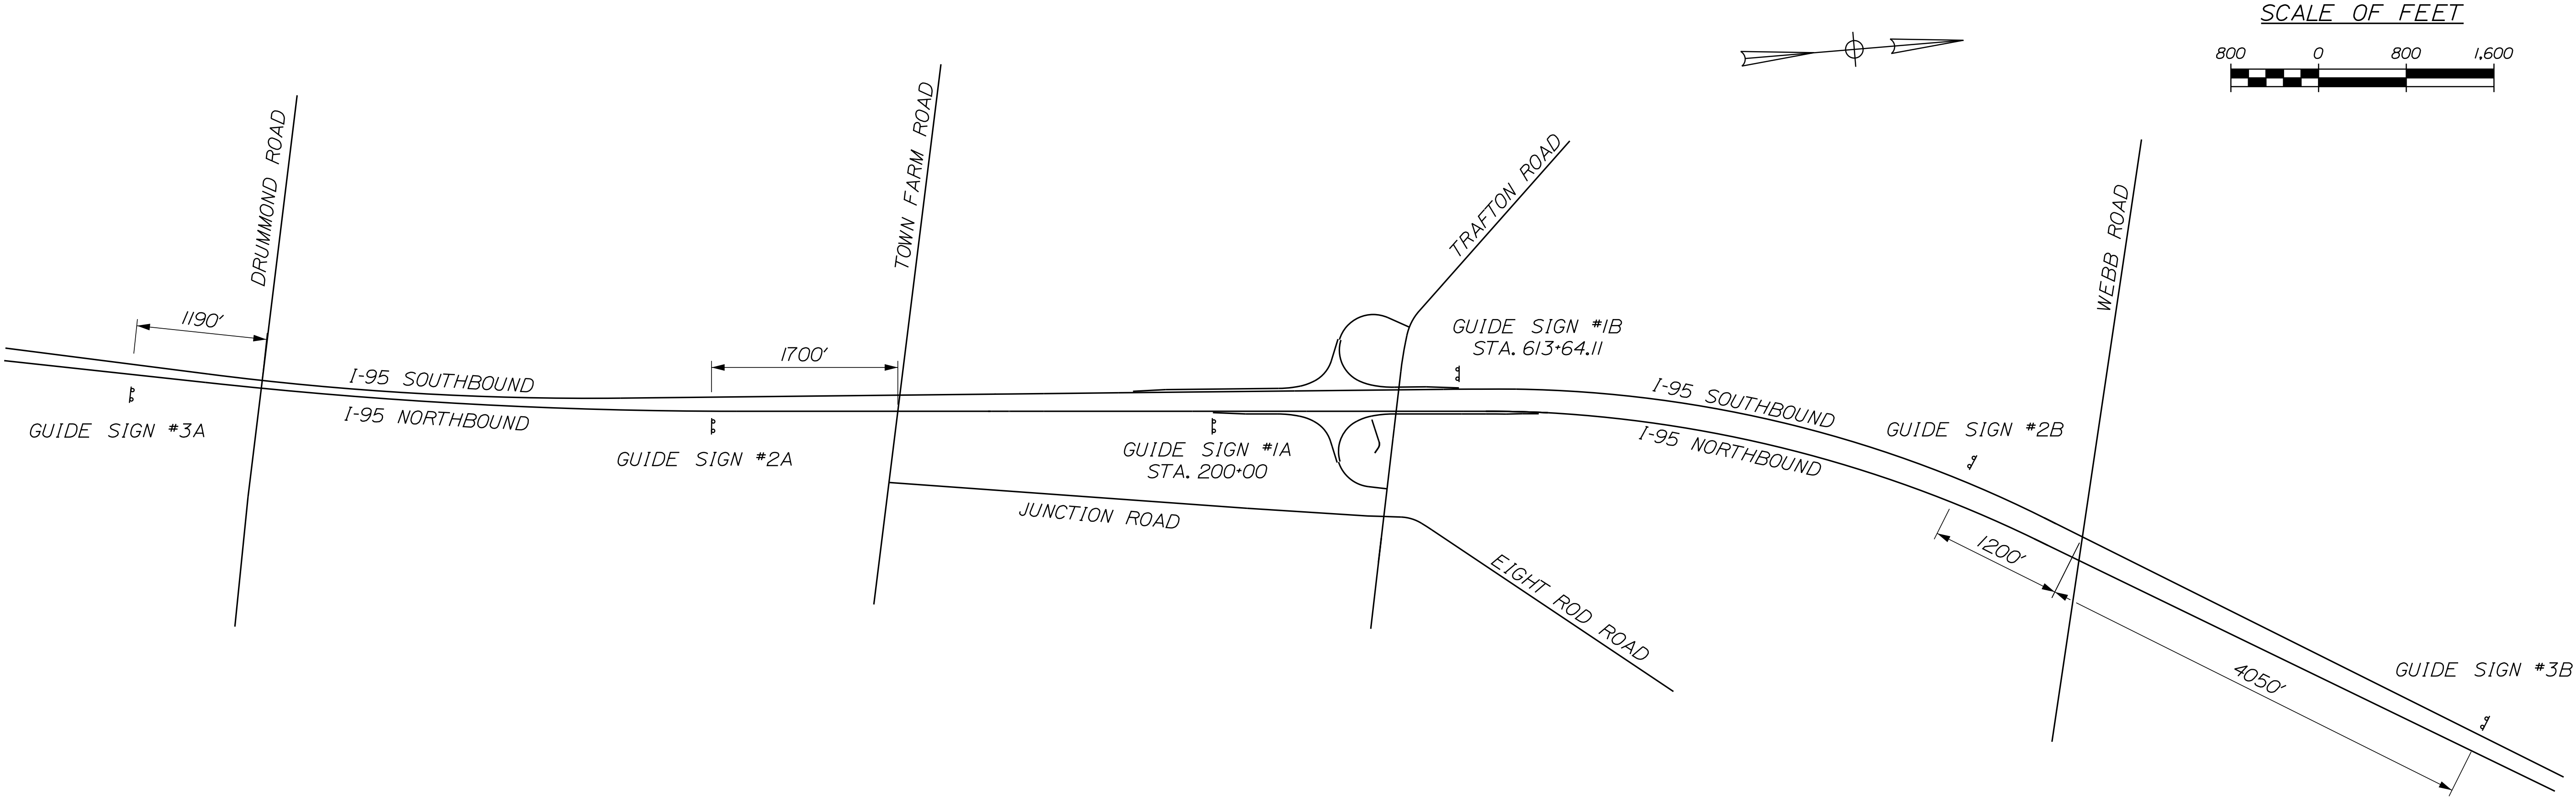 SCALE OF FEET
800 0 800 1,600
DRUMMOND ROAD
TOWN FARM ROAD
TRAFTON ROAD
WEBB ROAD
1190'
1700'
GUIDE SIGN #1B
STA. 613+64.11
I-95 SOUTHBOUND
I-95 NORTHBOUND
I-95 SOUTHBOUND
I-95 NORTHBOUND
GUIDE SIGN #3A
GUIDE SIGN #2A
GUIDE SIGN #1A
STA. 200+00
GUIDE SIGN #2B
JUNCTION ROAD
EIGHT ROD ROAD
1200'
4050'
GUIDE SIGN #3B